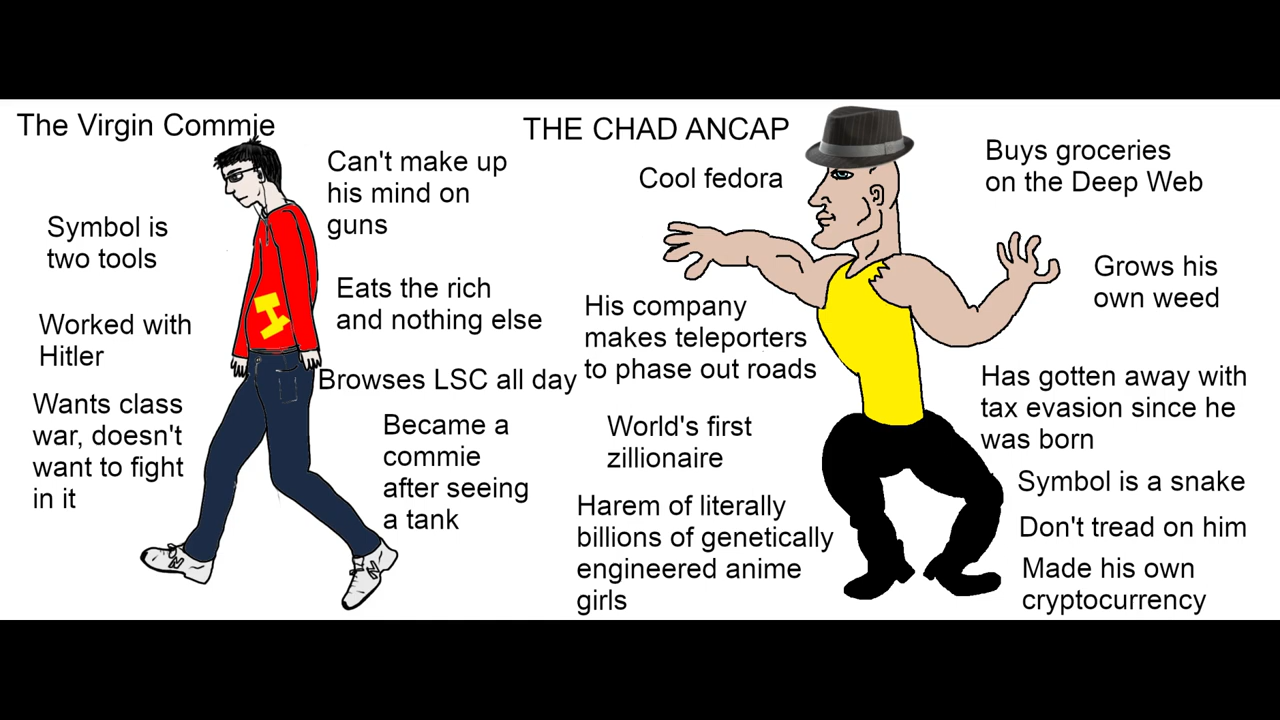 The Virgin Commie
Can't make up
his mind on
guns
Symbol is
two tools
Eats the rich
and nothing else
Worked with
Hitler
Browses LSC all day
Wants class
war, doesn't
want to fight
in it
Became a
commie
after seeing
a tank
THE CHAD ANCAP
Cool fedora
Buys groceries
on the Deep Web
Grows his
own weed
His company
makes teleporters
to phase out roads
Has gotten away with
tax evasion since he
was born
World's first
zillionaire
Symbol is a snake
Harem of literally
billions of genetically
engineered anime
girls
Don't tread on him
Made his own
cryptocurrency